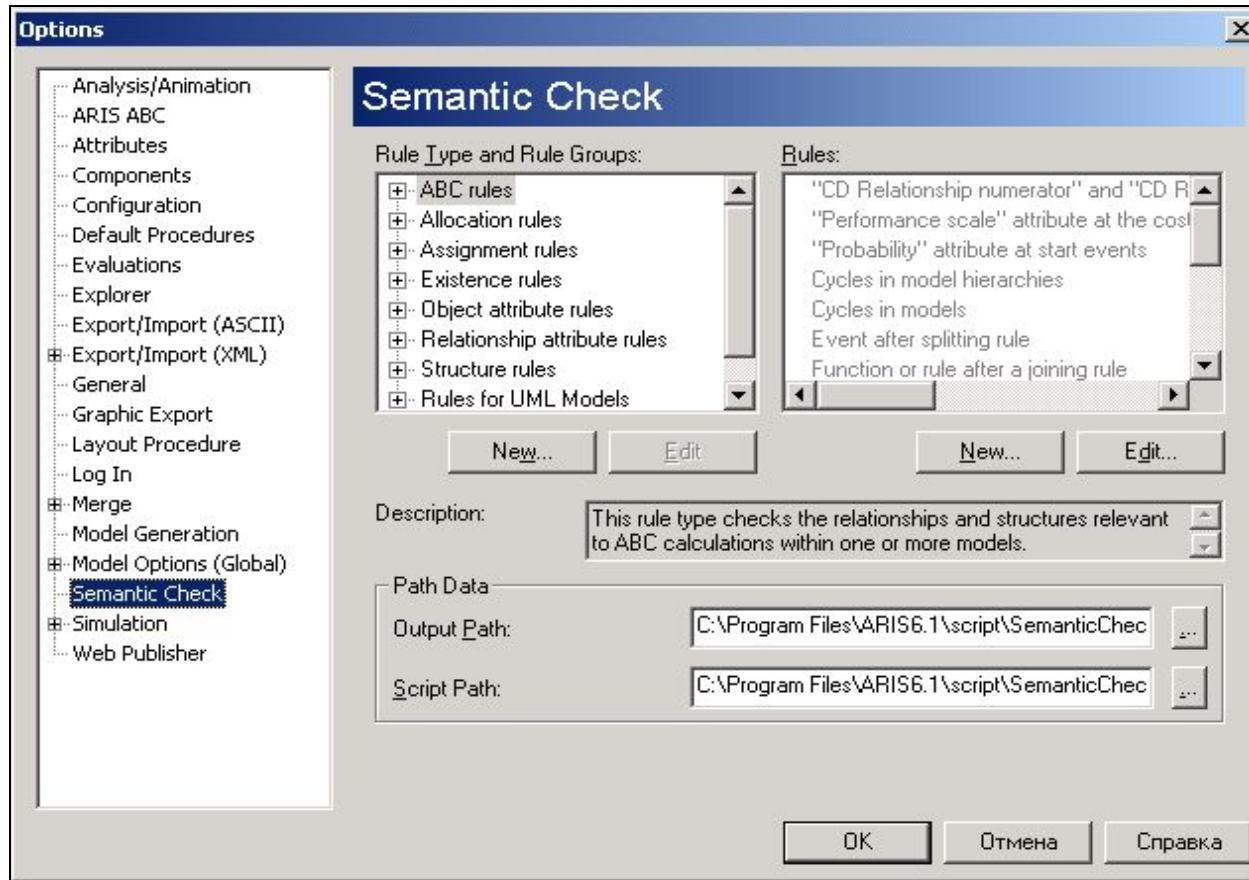 Options
Analysis/Animation
ARIS ABC
Attributes
Components
Configuration
Default Procedures
Evaluations
Explorer
Export/Import (ASCII)
Export/Import (XML)
General
Graphic Export
Layout Procedure
Log In
Merge
Model Generation
Model Options (Global)
Semantic Check
Simulation
Web Publisher
Semantic Check
Rule Type and Rule Groups:
ABC rules
Allocation rules
Assignment rules
Existence rules
Object attribute rules
Relationship attribute rules
Structure rules
Rules for UML Models
New...
Edit
Rules:
"CD Relationship numerator" and "CD R
"Performance scale" attribute at the cost
"Probability" attribute at start events
Cycles in model hierarchies
Cycles in models
Event after splitting rule
Function or rule after a joining rule
New...
Edit...
Description:
This rule type checks the relationships and structures relevant
to ABC calculations within one or more models.
Path Data
Output Path:
C:\Program Files\ARIS6.1\script\SemanticChec
...
Script Path:
C:\Program Files\ARIS6.1\script\SemanticChec
...
OK
Отмена
Справка